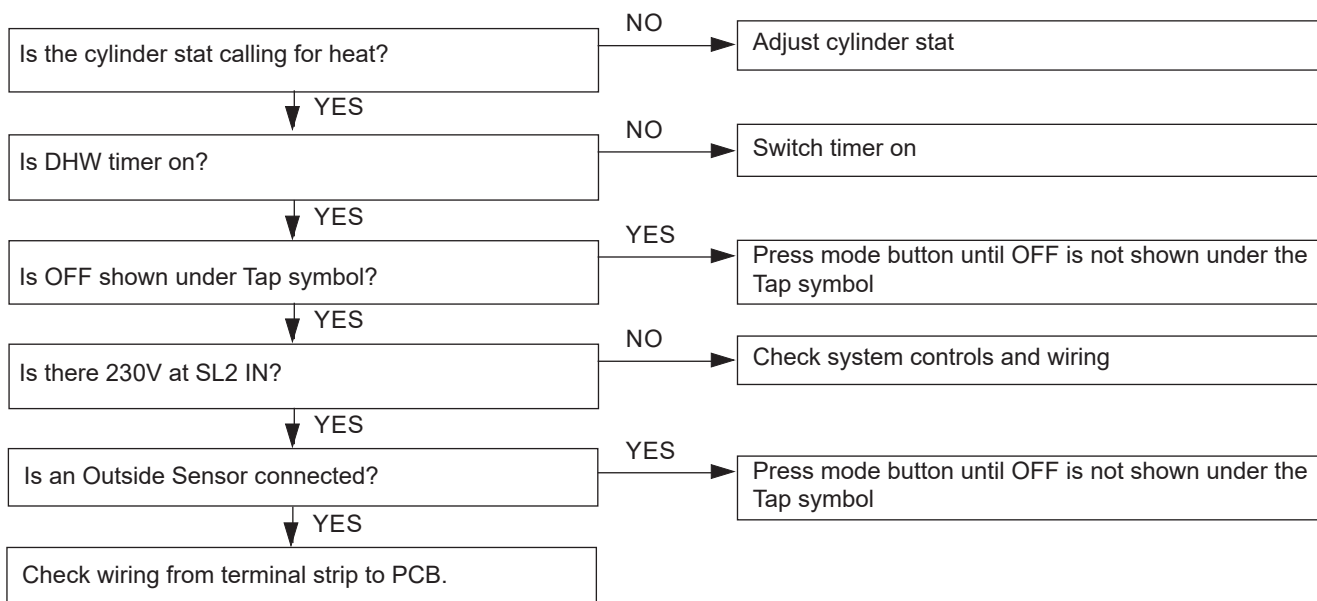 Is the cylinder stat calling for heat?
NO
Adjust cylinder stat
YES
Is DHW timer on?
NO
Switch timer on
YES
Is OFF shown under Tap symbol?
YES
Press mode button until OFF is not shown under the
Tap symbol
YES
Is there 230V at SL2 IN?
NO
Check system controls and wiring
YES
Is an Outside Sensor connected?
YES
Press mode button until OFF is not shown under the
Tap symbol
YES
Check wiring from terminal strip to PCB.